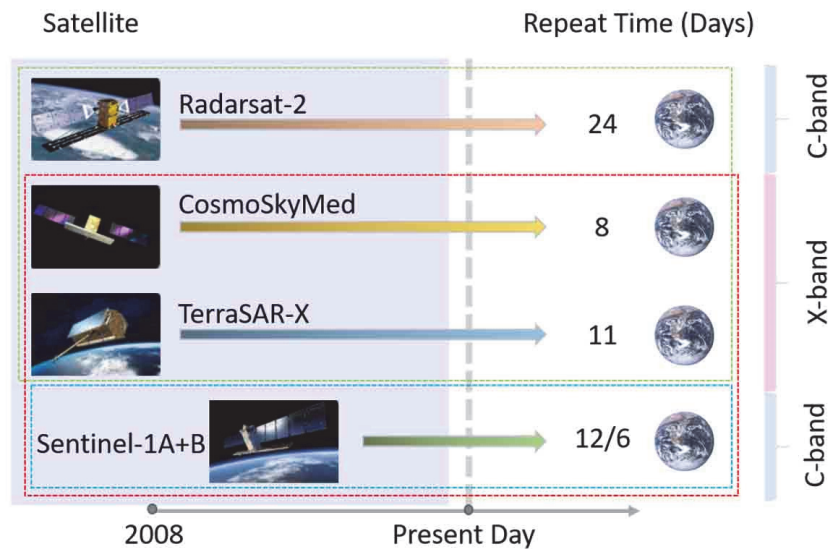 Satellite
Repeat Time (Days)
Radarsat-2
24
C-band
CosmoSkyMed
8
X-band
TerraSAR-X
11
Sentinel-1A+B
12/6
C-band
2008
Present Day